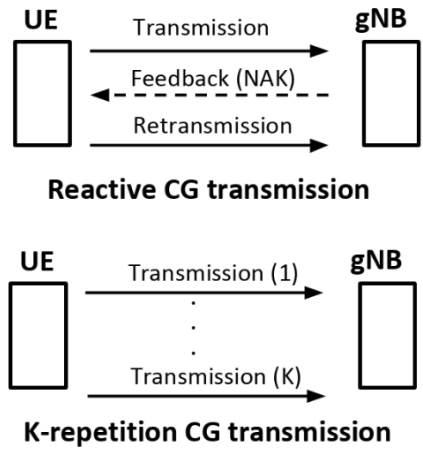 UE gNB
Transmission
Feedback (NAK)
Retransmission
Reactive CG transmission
UE gNB
Transmission (1)
.
.
.
Transmission (K)
K-repetition CG transmission